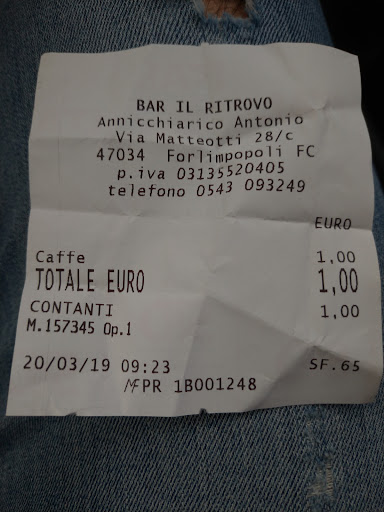 BAR IL RITROVO
Annicchiarico Antonio
Via Matteotti 28/c
47034 Forlimpopoli FC
p.iva 03135520405
telefono 0543 093249
EURO
Caffe 1,00
TOTALE EURO 1,00
CONTANTI 1,00
M.157345 Op.1
20/03/19 09:23 SF.65
MFPR 1B001248